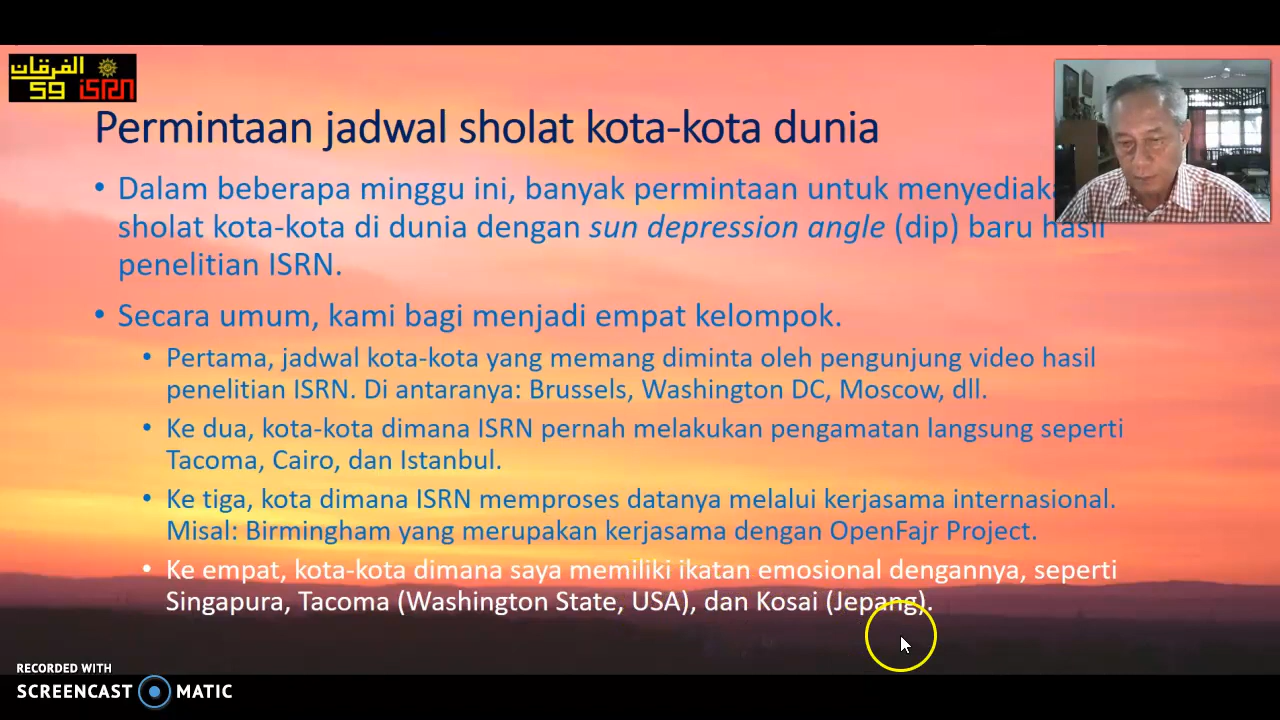 الفرقان
59 isrn
Permintaan jadwal sholat kota-kota dunia
• Dalam beberapa minggu ini, banyak permintaan untuk
sholat kota-kota di dunia dengan sun depression angle (dip) baru hasil
penelitian ISRN.
• Secara umum, kami bagi menjadi empat kelompok.
• Pertama, jadwal kota-kota yang memang diminta oleh pengunjung video hasil
penelitian ISRN. Di antaranya: Brussels, Washington DC, Moscow, dll.
• Ke dua, kota-kota dimana ISRN pernah melakukan pengamatan langsung seperti
Tacoma, Cairo, dan Istanbul.
• Ke tiga, kota dimana ISRN memproses datanya melalui kerjasama internasional.
Misal: Birmingham yang merupakan kerjasama dengan OpenFajr Project.
• Ke empat, kota-kota dimana saya memiliki ikatan emosional dengannya, seperti
Singapura, Tacoma (Washington State, USA), dan Kosai (Jepang).
RECORDED WITH
SCREENCAST MATIC